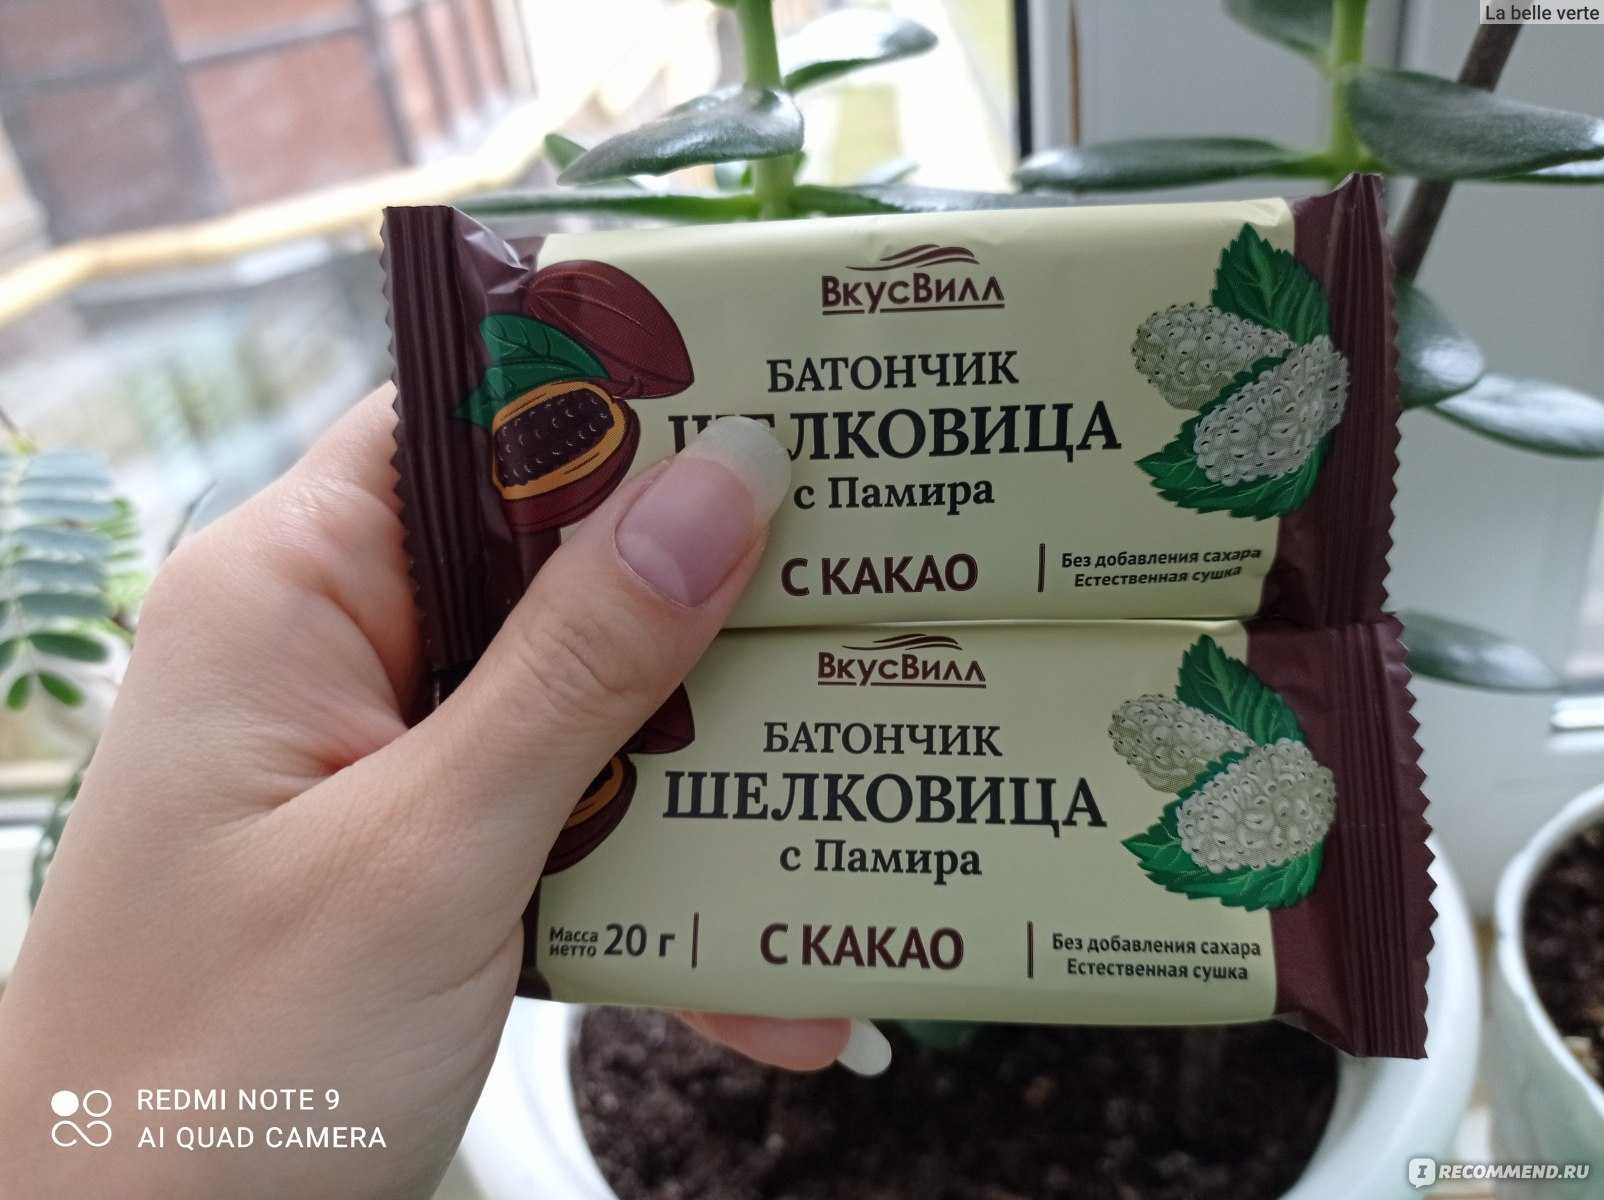 La belle verte
ВкусВилл
БАТОНЧИК
ШЕЛКОВИЦА
с Памира
С КАКАО
Без добавления сахара
Естественная сушка
ВкусВилл
БАТОНЧИК
ШЕЛКОВИЦА
с Памира
Масса
нетто 20 г
С КАКАО
Без добавления сахара
Естественная сушка
REDMI NOTE 9
AI QUAD CAMERA
I RECOMMEND.RU